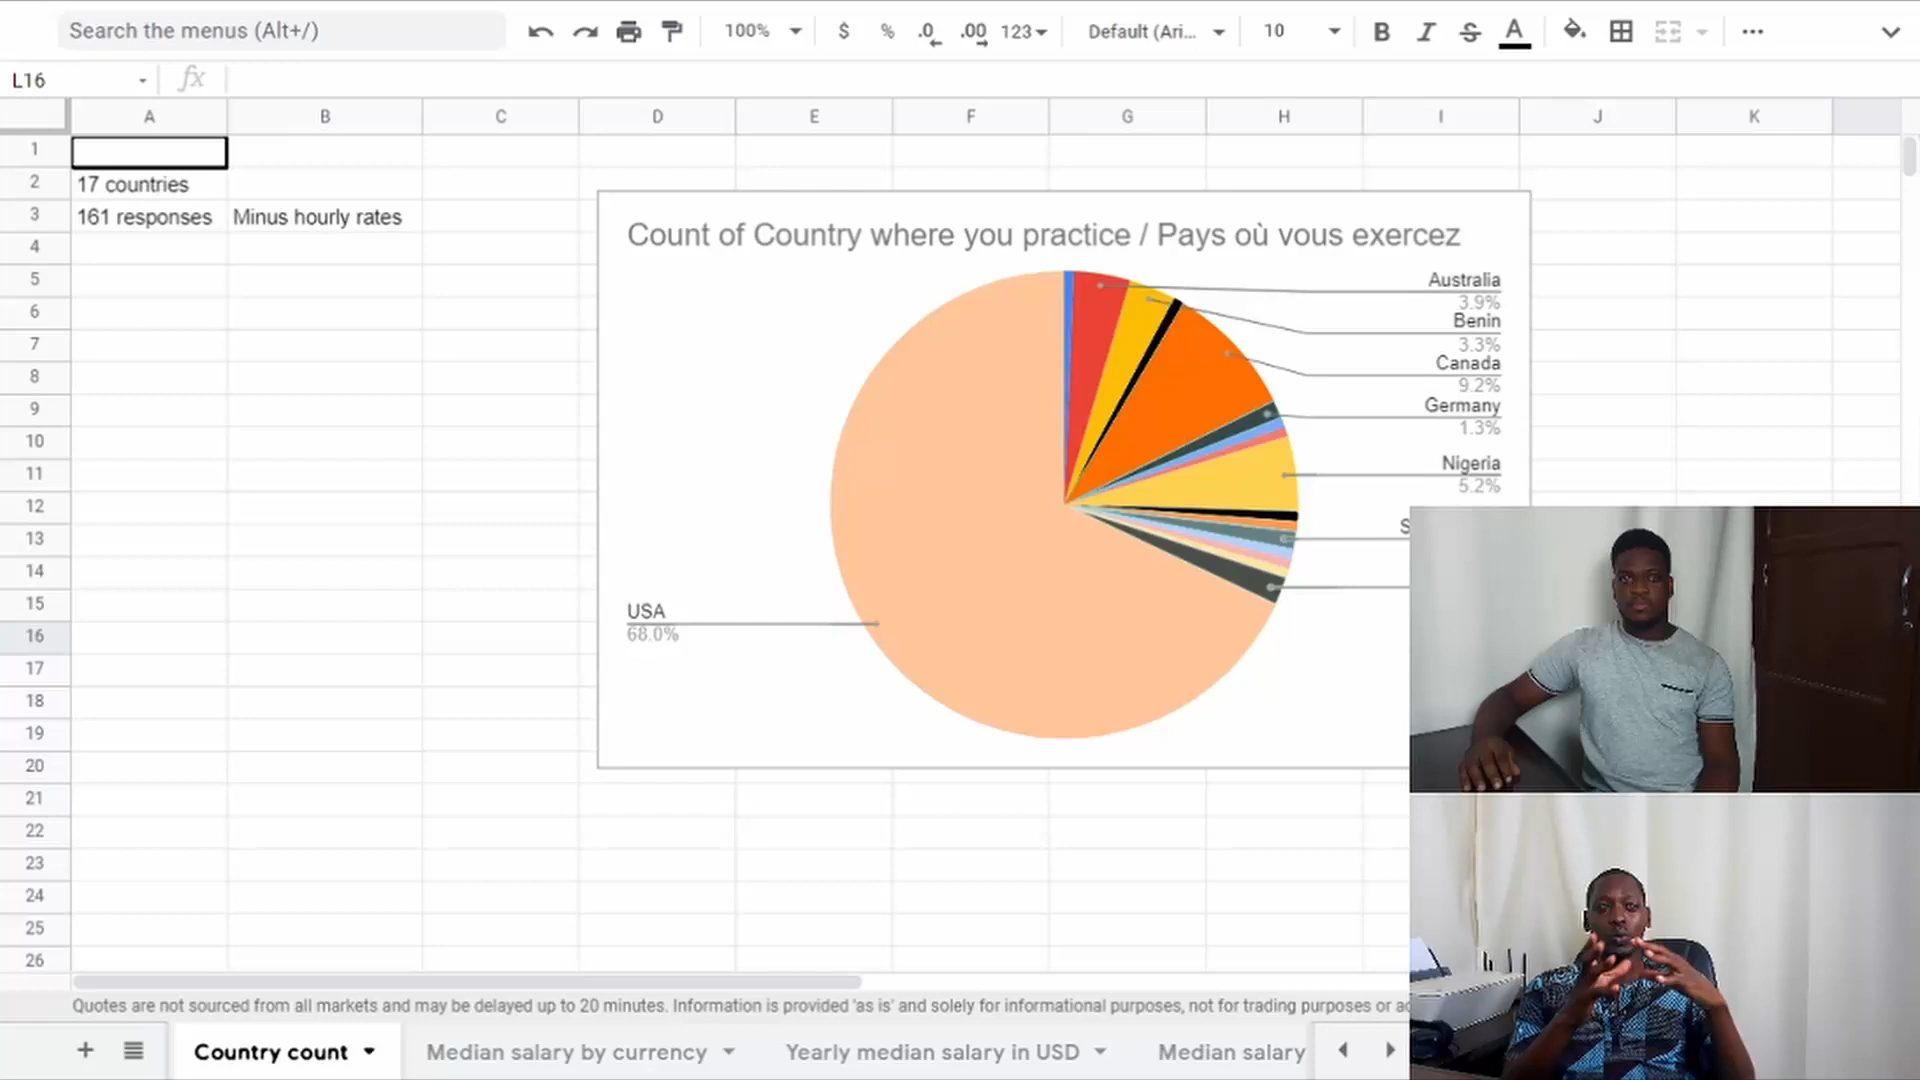 Search the menus (Alt+/)
100%
$
%
.0
.00
123
Default (Ari...
10
B
I
S
A
L16
fx
A B C D E F G H I J K
1
2 17 countries
3 161 responses Minus hourly rates
4
5
6
7
8
9
10
11
12
13
14
15
16
17
18
19
20
21
22
23
24
25
26
Count of Country where you practice / Pays où vous exercez
Australia
3.9%
Benin
3.3%
Canada
9.2%
Germany
1.3%
Nigeria
5.2%
S
USA
68.0%
Quotes are not sourced from all markets and may be delayed up to 20 minutes. Information is provided 'as is' and solely for informational purposes, not for trading purposes or
Country count
Median salary by currency
Yearly median salary in USD
Median salary